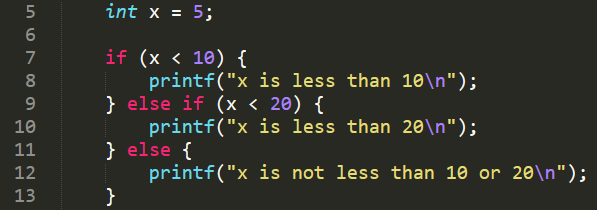 5 int x = 5;
6
7 if (x < 10) {
8 printf("x is less than 10\n");
9 } else if (x < 20) {
10 printf("x is less than 20\n");
11 } else {
12 printf("x is not less than 10 or 20\n");
13 }